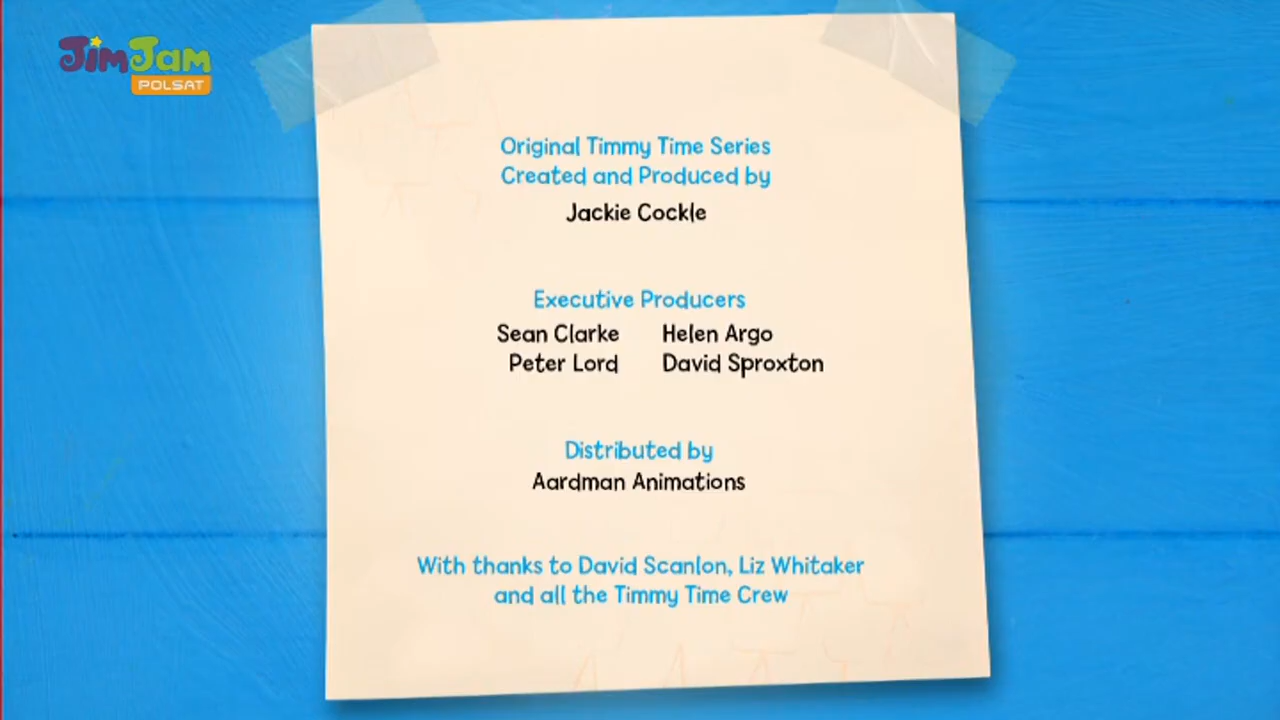 JimJam
POLSAT
Original Timmy Time Series
Created and Produced by
Jackie Cockle
Executive Producers
Sean Clarke Helen Argo
Peter Lord David Sproxton
Distributed by
Aardman Animations
With thanks to David Scanlon, Liz Whitaker
and all the Timmy Time Crew